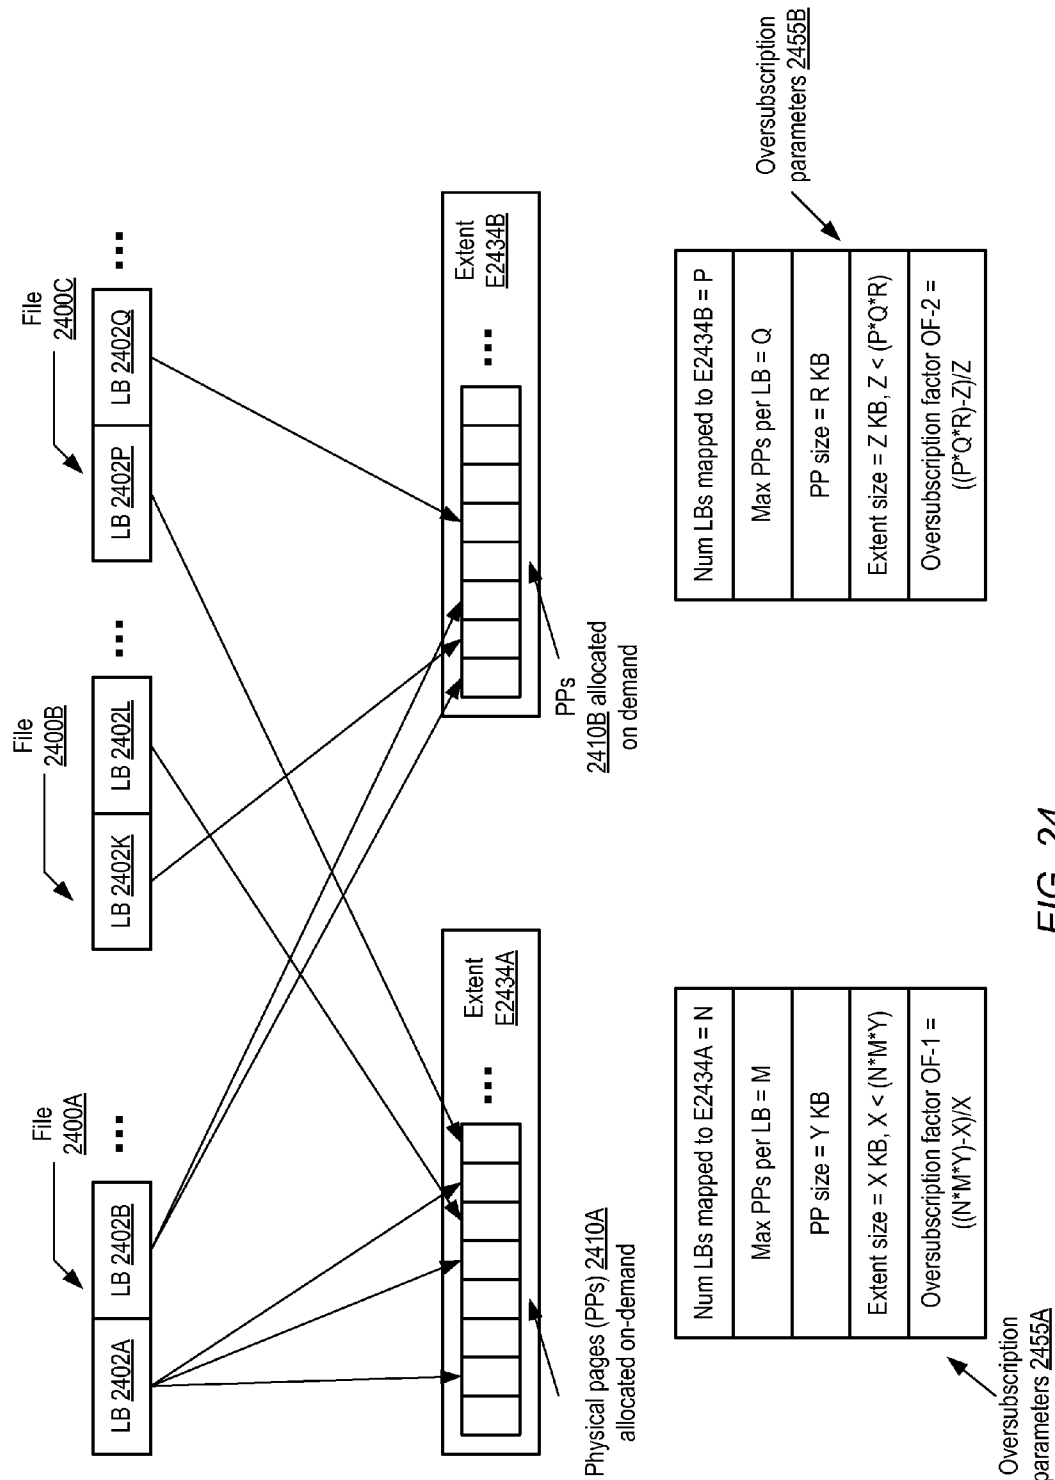 File
2400A
LB 2402A
LB 2402B
...
File
2400B
LB 2402K
LB 2402L
...
File
2400C
LB 2402P
LB 2402Q
...
Extent
E2434A
...
Physical pages (PPs) 2410A
allocated on-demand
Extent
E2434B
...
PPs
2410B allocated
on demand
Num LBs mapped to E2434A = N
Max PPs per LB = M
PP size = Y KB
Extent size = X KB, X < (N*M*Y)
Oversubscription factor OF-1 =
((N*M*Y)-X)/X
Oversubscription
parameters 2455A
Num LBs mapped to E2434B = P
Max PPs per LB = Q
PP size = R KB
Extent size = Z KB, Z < (P*Q*R)
Oversubscription factor OF-2 =
((P*Q*R)-Z)/Z
Oversubscription
parameters 2455B
FIG. 24